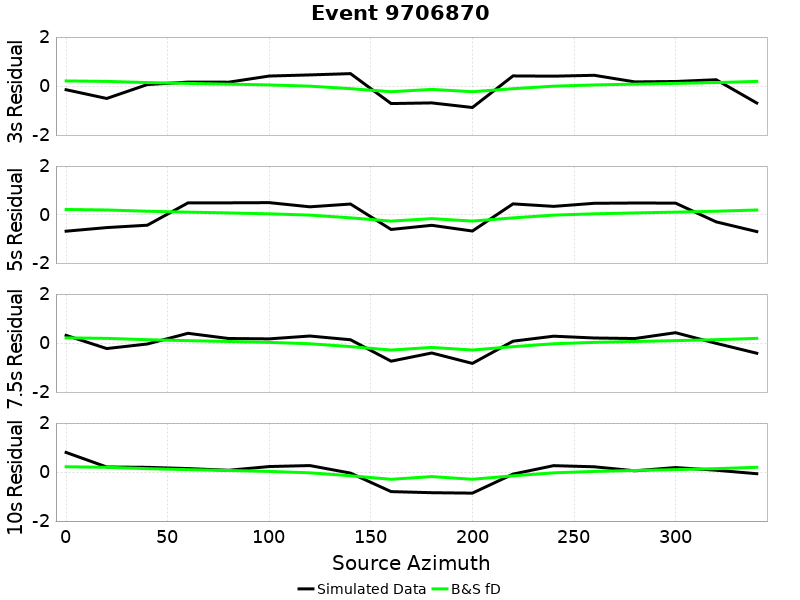 Event 9706870
3s Residual
2
0
-2
5s Residual
2
0
-2
7.5s Residual
2
0
-2
10s Residual
2
0
-2
0 50 100 150 200 250 300
Source Azimuth
Simulated Data B&S fD